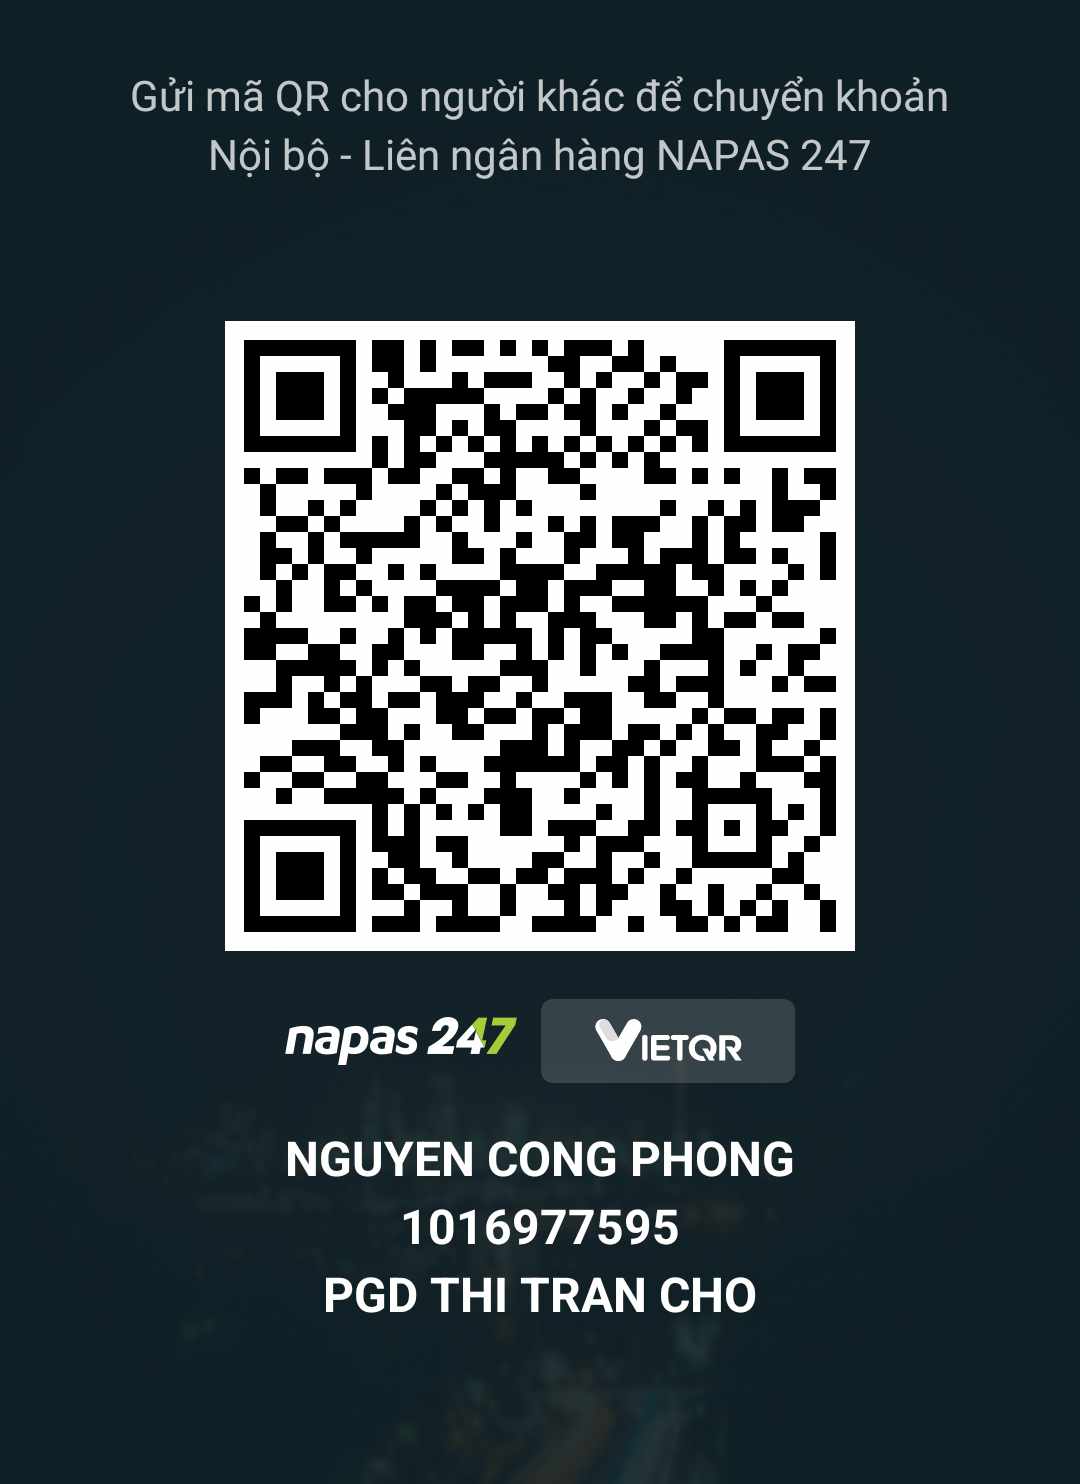 Gửi mã QR cho người khác để chuyển khoản
Nội bộ - Liên ngân hàng NAPAS 247
napas 247
VIETQR
NGUYEN CONG PHONG
1016977595
PGD THI TRAN CHO